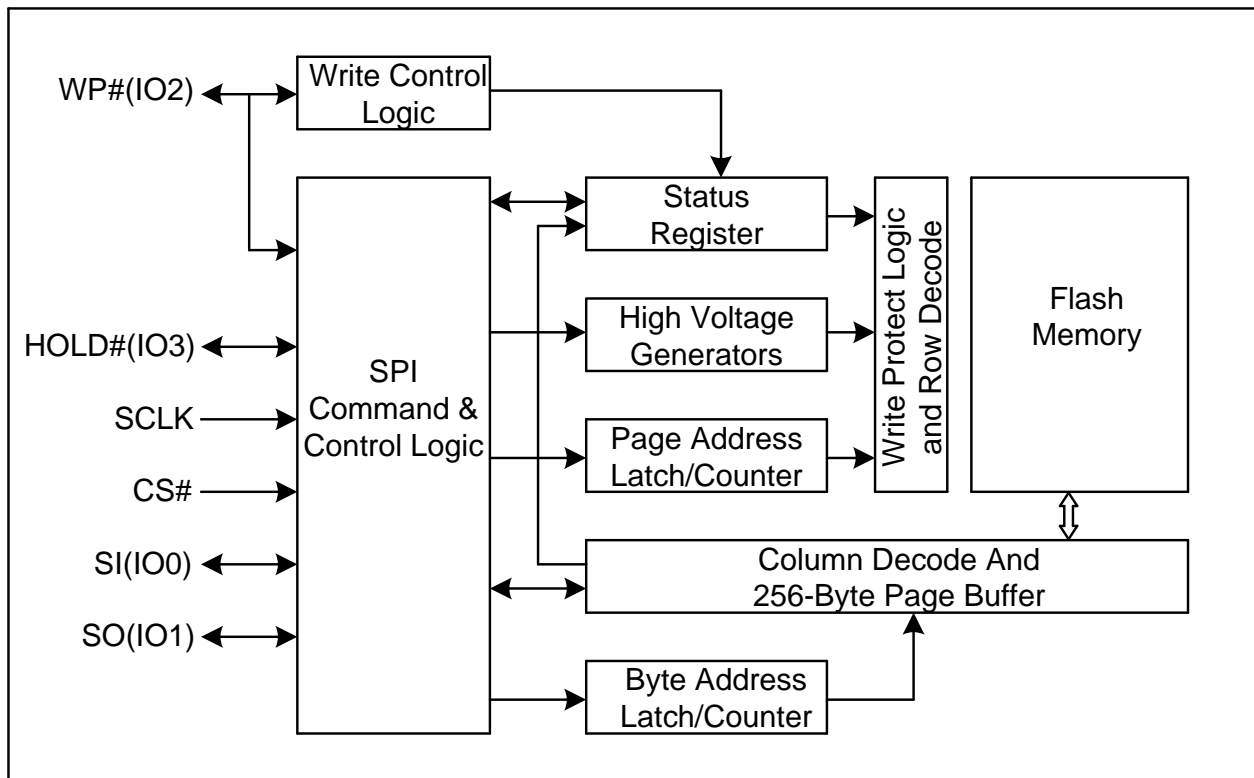 WP#(IO2)
Write Control
Logic
Status
Register
Write Protect Logic
and Row Decode
Flash
Memory
High Voltage
Generators
HOLD#(IO3)
SPI
Command &
Control Logic
SCLK
Page Address
Latch/Counter
CS#
SI(IO0)
Column Decode And
256-Byte Page Buffer
SO(IO1)
Byte Address
Latch/Counter